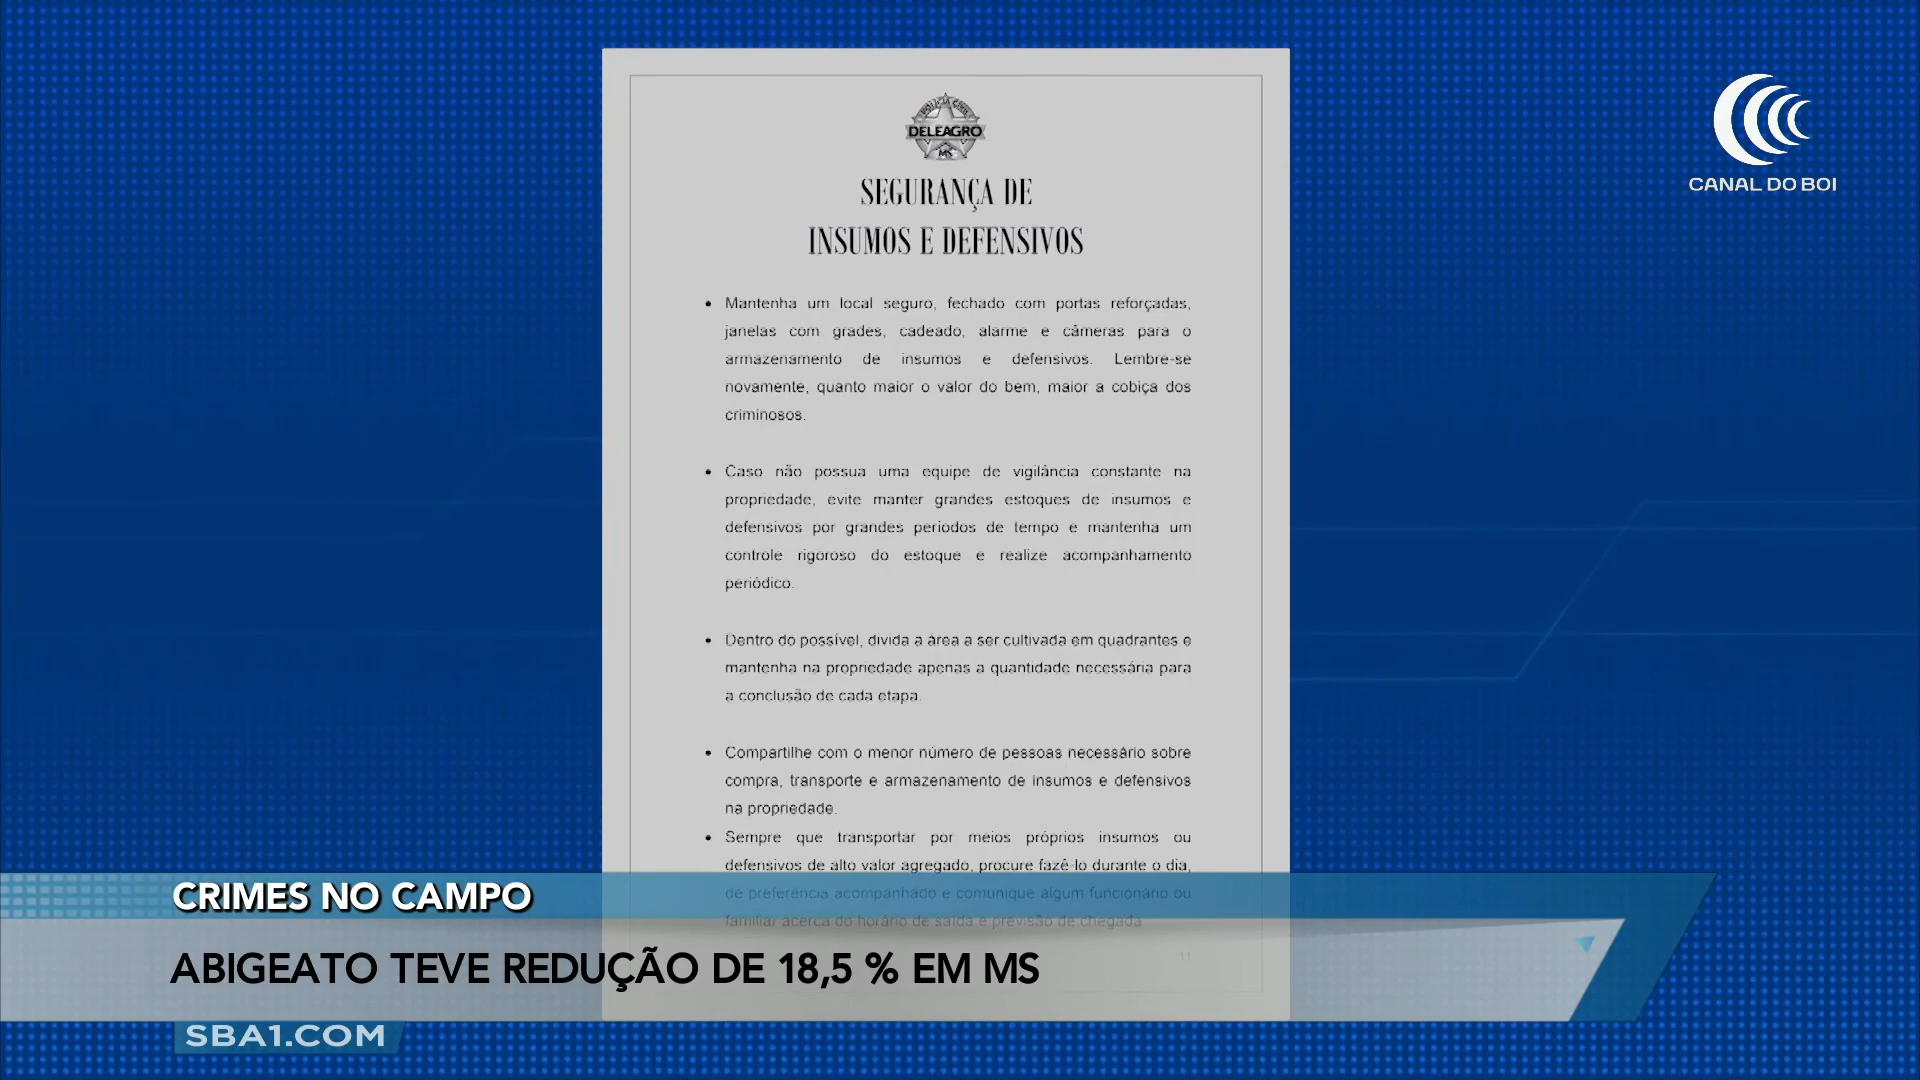 POLÍCIA CIVIL
DELEAGRO
MS
SEGURANÇA DE
INSUMOS E DEFENSIVOS
CANAL DO BOI
• Mantenha um local seguro, fechado com portas reforçadas,
janelas com grades, cadeado, alarme e câmeras para o
armazenamento de insumos e defensivos. Lembre-se
novamente, quanto maior o valor do bem, maior a cobiça dos
criminosos.
• Caso não possua uma equipe de vigilância constante na
propriedade, evite manter grandes estoques de insumos e
defensivos por grandes períodos de tempo e mantenha um
controle rigoroso do estoque e realize acompanhamento
periódico.
• Dentro do possível, divida a área a ser cultivada em quadrantes e
mantenha na propriedade apenas a quantidade necessária para
a conclusão de cada etapa.
• Compartilhe com o menor número de pessoas necessário sobre
compra, transporte e armazenamento de insumos e defensivos
na propriedade.
• Sempre que transportar por meios próprios insumos ou
defensivos de alto valor agregado, procure fazê-lo durante o dia,
de preferência acompanhado e comunique algum funcionário ou
familiar acerca do horário de saída e previsão de chegada
11
CRIMES NO CAMPO
ABIGEATO TEVE REDUÇÃO DE 18,5 % EM MS
SBA1.COM